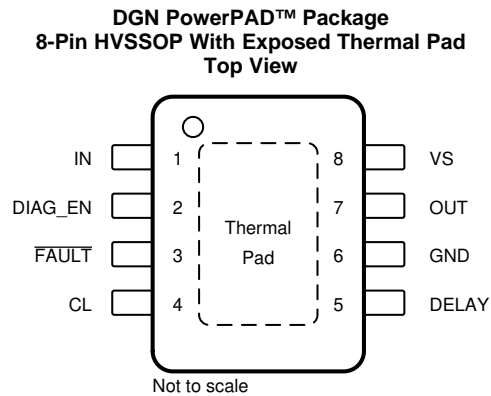 DGN PowerPAD™ Package
8-Pin HVSSOP With Exposed Thermal Pad
Top View
IN 1 8 VS
DIAG_EN 2 7 OUT
Thermal
FAULT 3 6 GND
Pad
CL 4 5 DELAY
Not to scale